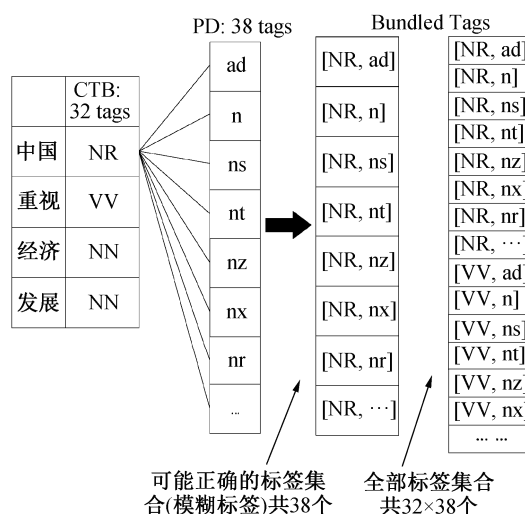 PD: 38 tags
Bundled Tags
CTB:
32 tags
中国 NR
重视 VV
经济 NN
发展 NN
ad
n
ns
nt
nz
nx
nr
...
[NR, ad]
[NR, n]
[NR, ns]
[NR, nt]
[NR, nz]
[NR, nx]
[NR, nr]
[NR, ···]
[NR, ad]
[NR, n]
[NR, ns]
[NR, nt]
[NR, nz]
[NR, nx]
[NR, nr]
[NR, ···]
[VV, ad]
[VV, n]
[VV, ns]
[VV, nt]
[VV, nz]
[VV, nx]
··· ···
可能正确的标签集
合(模糊标签)共38个
全部标签集合
共32×38个